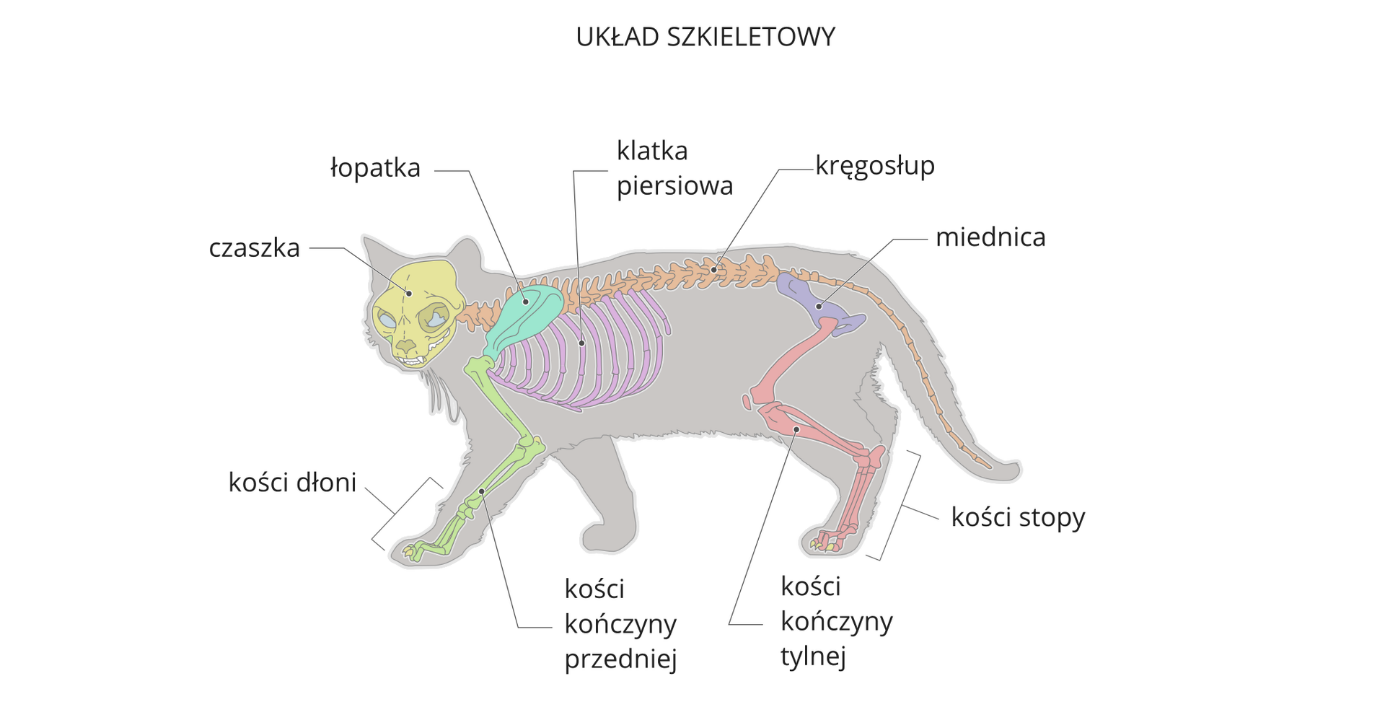 UKŁAD SZKIELETOWY
klatka
piersiowa
łopatka
kręgosłup
miednica
czaszka
kości dłoni
kości stopy
kości
kończyny
przedniej
kości
kończyny
tylnej